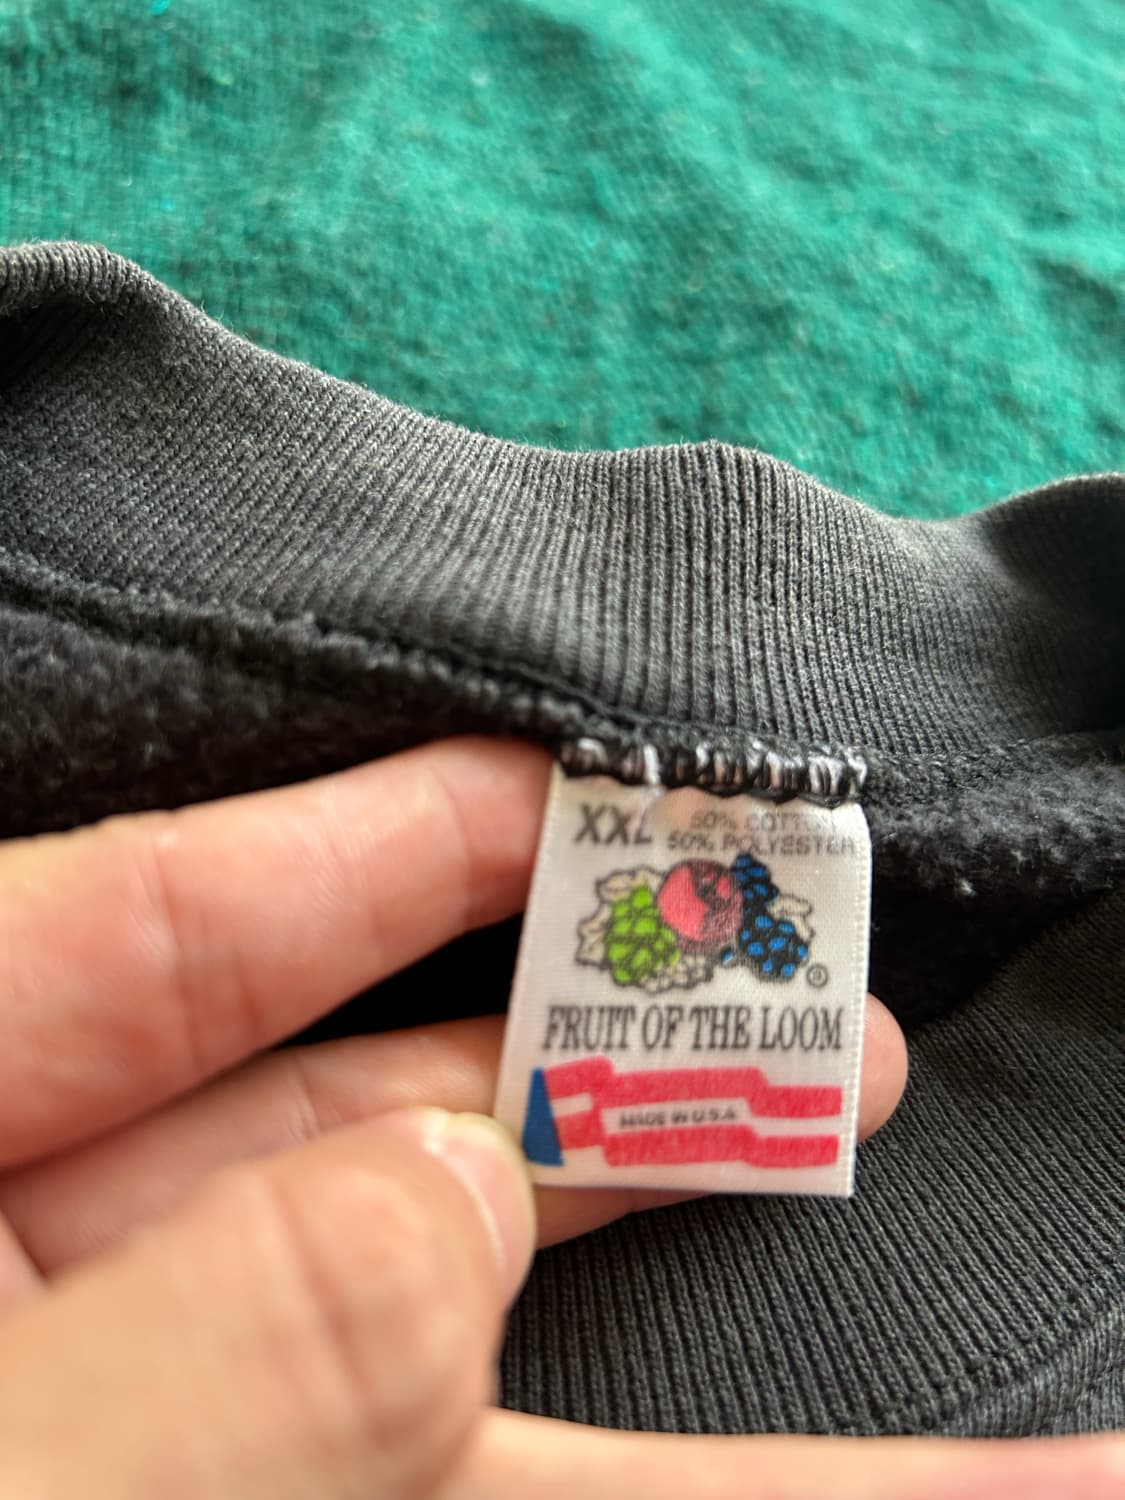 XXL
50% COTTON
50% POLYESTER
®
FRUIT OF THE LOOM
MADE IN U.S.A.